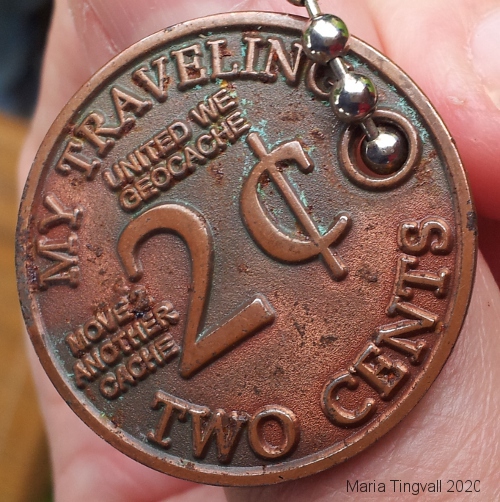 MY TRAVELING
UNITED WE
GEOCACHE
2¢
MOVE 2
ANOTHER
CACHE
TWO CENTS
Maria Tingvall 2020